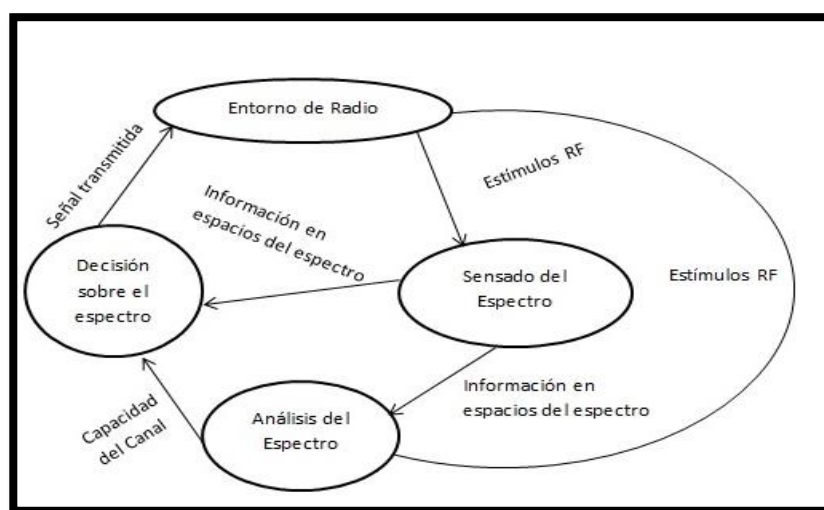 Entorno de Radio
Señal transmitida
Estímulos RF
Información en
espacios del espectro
Decisión
sobre el
espectro
Sensado del
Espectro
Estímulos RF
Información en
espacios del espectro
Capacidad
del Canal
Análisis del
Espectro